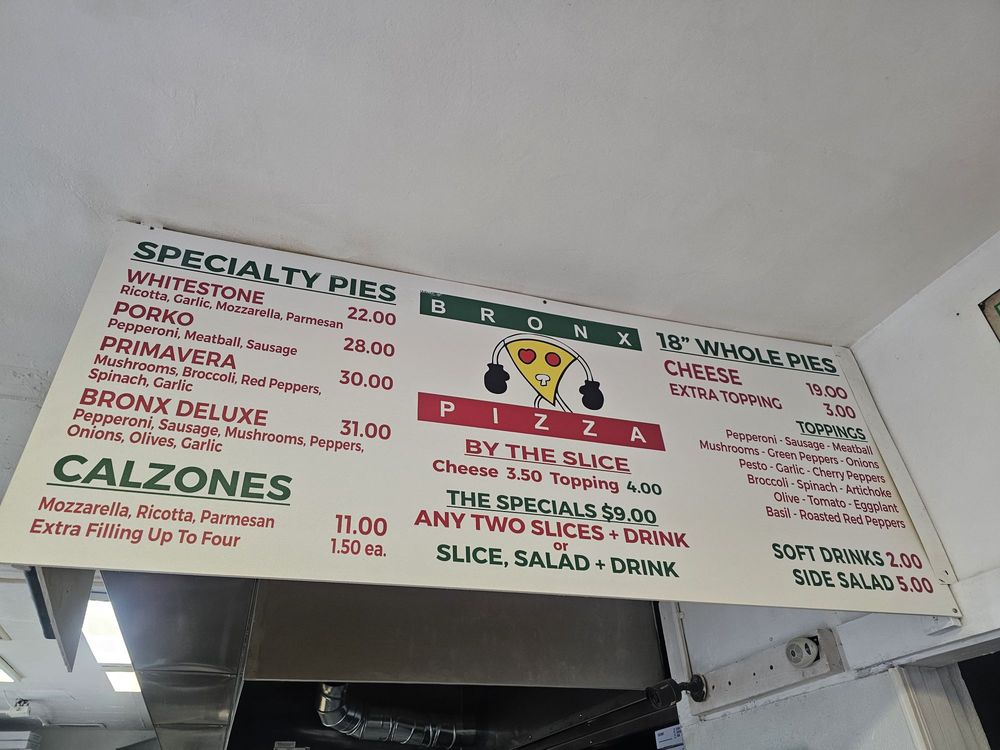 SPECIALTY PIES
WHITESTONE
Ricotta, Garlic, Mozzarella, Parmesan 22.00
PORKO
Pepperoni, Meatball, Sausage 28.00
PRIMAVERA
Mushrooms, Broccoli, Red Peppers, 30.00
Spinach, Garlic
BRONX DELUXE
Pepperoni, Sausage, Mushrooms, Peppers, 31.00
Onions, Olives, Garlic
CALZONES
Mozzarella, Ricotta, Parmesan 11.00
Extra Filling Up To Four 1.50 ea.
BRONX
PIZZA
BY THE SLICE
Cheese 3.50 Topping 4.00
THE SPECIALS $9.00
ANY TWO SLICES + DRINK
or
SLICE, SALAD + DRINK
18” WHOLE PIES
CHEESE 19.00
EXTRA TOPPING 3.00
TOPPINGS
Pepperoni - Sausage - Meatball
Mushrooms - Green Peppers - Onions
Pesto - Garlic - Cherry Peppers
Broccoli - Spinach - Artichoke
Olive - Tomato - Eggplant
Basil - Roasted Red Peppers
SOFT DRINKS 2.00
SIDE SALAD 5.00